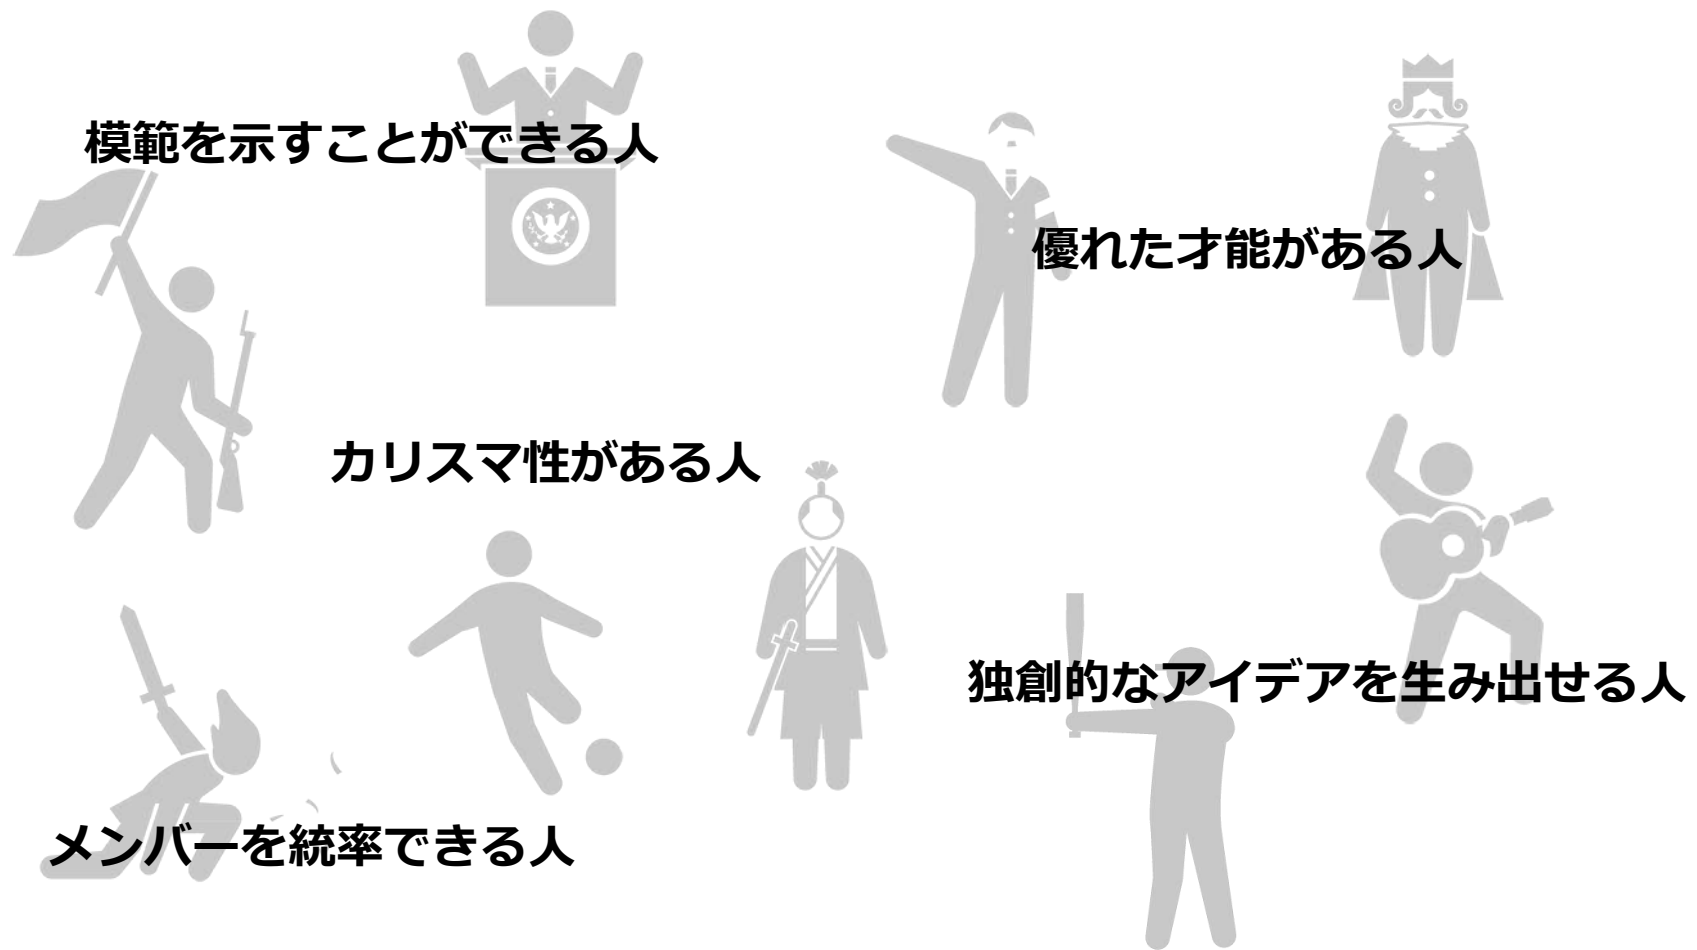 模範を示すことができる人
優れた才能がある人
カリスマ性がある人
独創的なアイデアを生み出せる人
メンバーを統率できる人